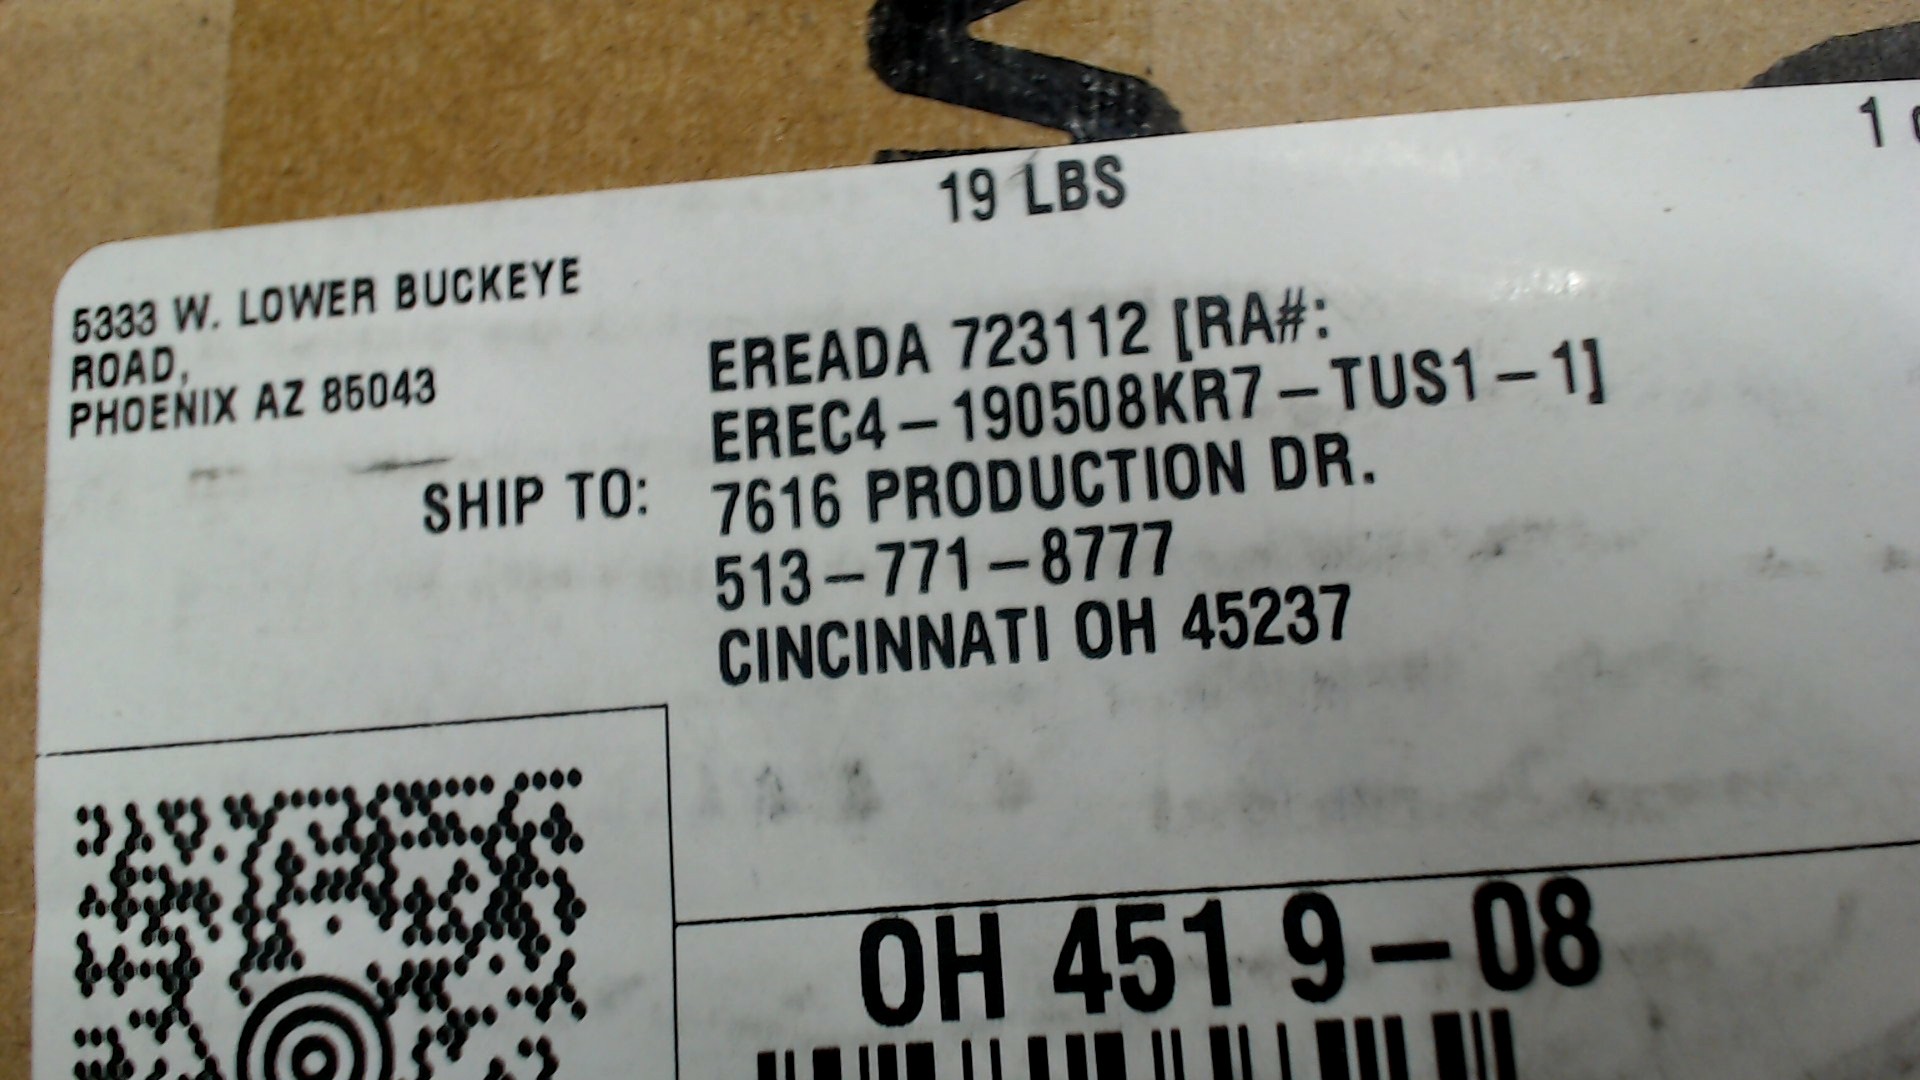 19 LBS
1
5333 W. LOWER BUCKEYE
ROAD,
PHOENIX AZ 85043
SHIP TO:
EREADA 723112 [RA#:
EREC4-190508KR7-TUS1-1]
7616 PRODUCTION DR.
513-771-8777
CINCINNATI OH 45237
OH 451 9-08